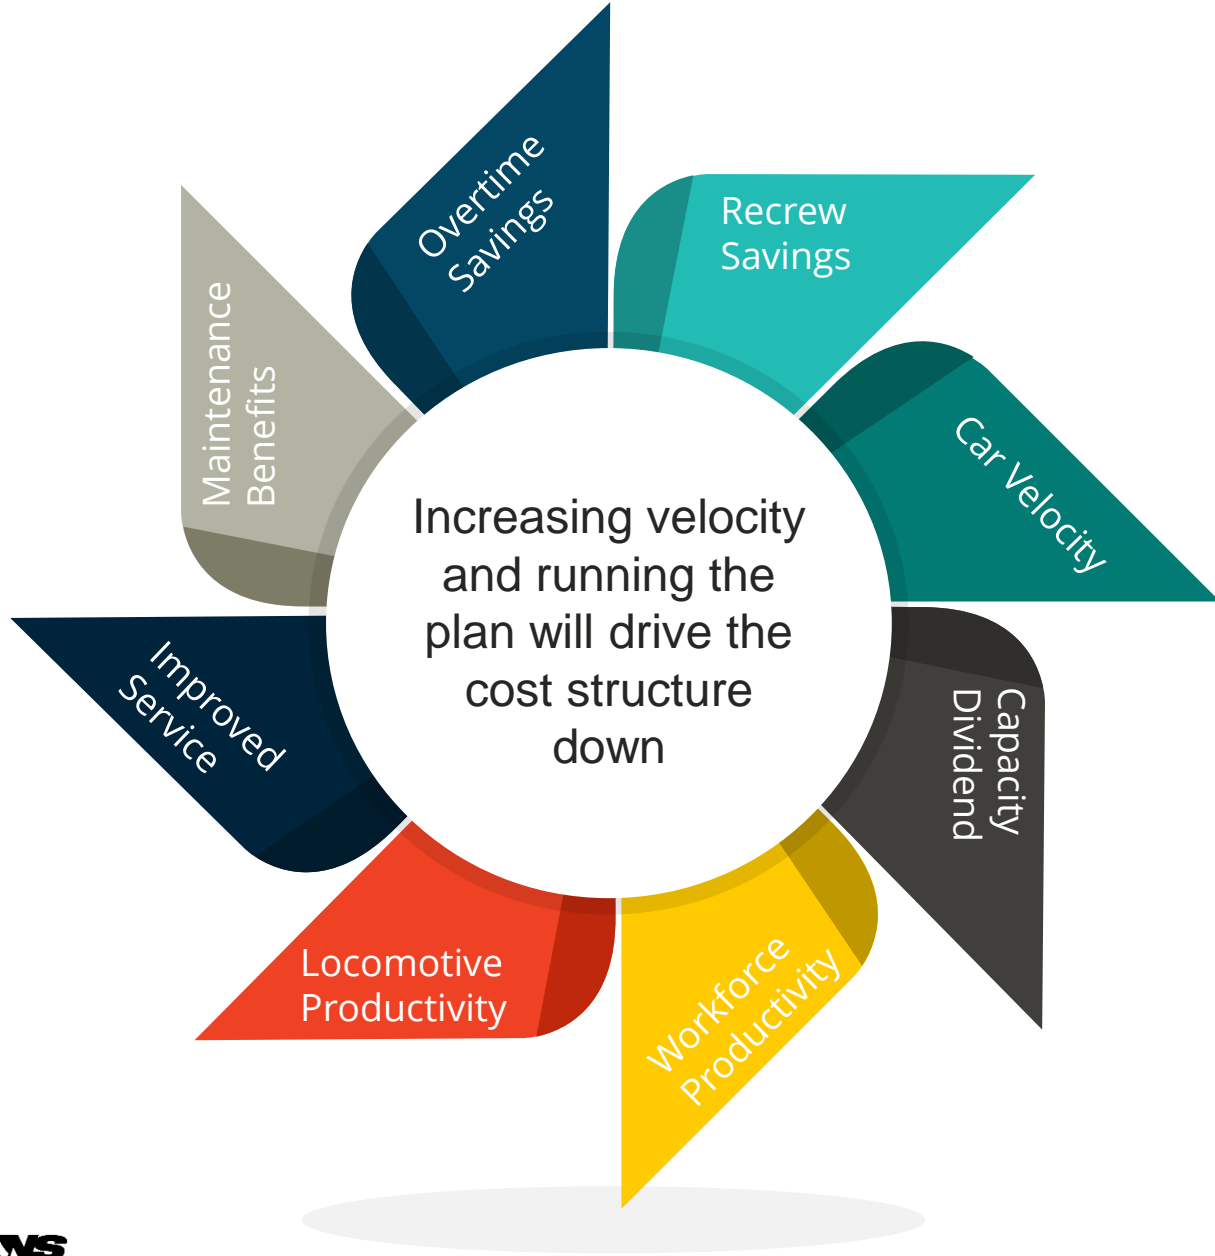 Overtime
Savings
Recrew
Savings
Car Velocity
Capacity
Dividend
Workforce
Productivity
Locomotive
Productivity
Improved
Service
Maintenance
Benefits
Increasing velocity
and running the
plan will drive the
cost structure
down
NS